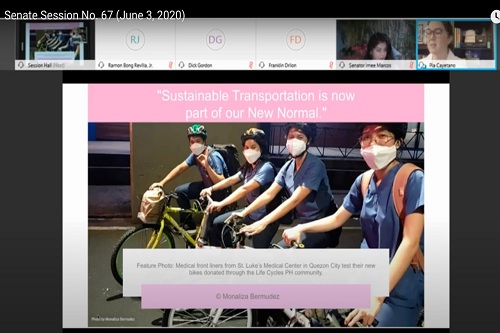 Senate Session No. 67 (June 3, 2020)
RJ
DG
FD
Session Hall (Host)
Ramon Bong Revilla, Jr.
Dick Gordon
Franklin Drilon
Senator Imee Marcos
Pia Cayetano
"Sustainable Transportation is now
part of our New Normal."
Feature Photo: Medical front liners from St. Luke's Medical Center in Quezon City test their new
bikes donated through the Life Cycles PH community.
© Monaliza Bermudez
Photo by Monaliza Bermudez